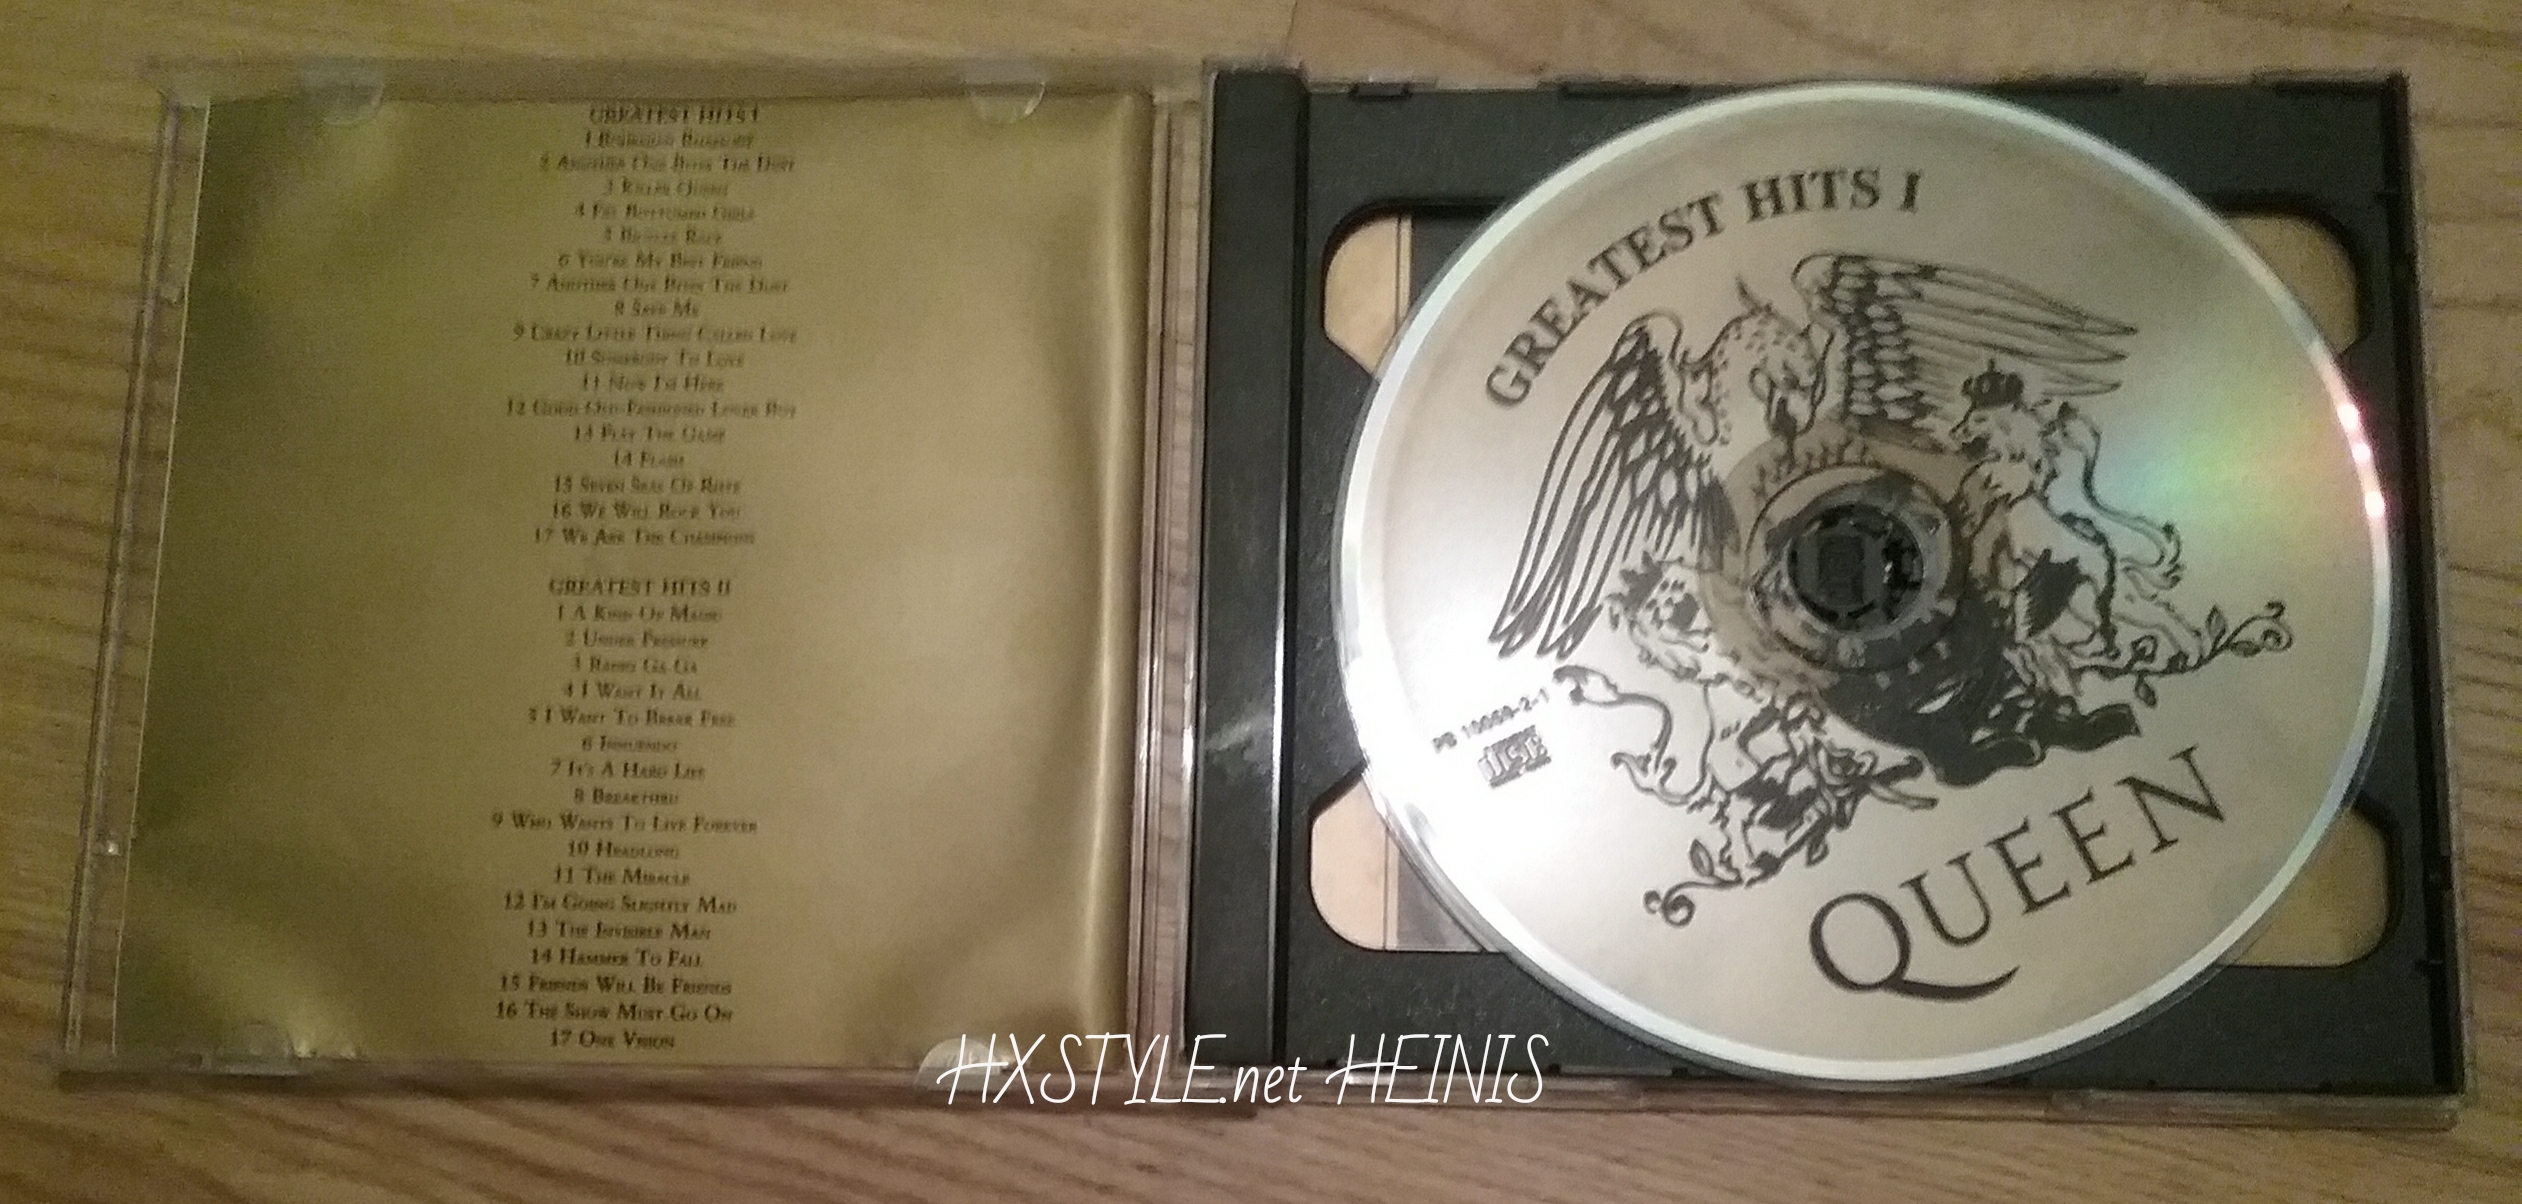 GREATEST HITS I
1 Bohemian Rhapsody
2 Another One Bites The Dust
3 Killer Queen
4 Fat Bottomed Girls
5 Bicycle Race
6 You're My Best Friend
7 Another One Bites The Dust
8 Save Me
9 Crazy Little Thing Called Love
10 Somebody To Love
11 Now I'm Here
12 Good Old-Fashioned Lover Boy
13 Play The Game
14 Flash
15 Seven Seas Of Rhye
16 We Will Rock You
17 We Are The Champions
GREATEST HITS II
1 A Kind Of Magic
2 Under Pressure
3 Radio Ga Ga
4 I Want It All
5 I Want To Break Free
6 Innuendo
7 It's A Hard Life
8 Breakthru
9 Who Wants To Live Forever
10 Headlong
11 The Miracle
12 I'm Going Slightly Mad
13 The Invisible Man
14 Hammer To Fall
15 Friends Will Be Friends
16 The Show Must Go On
17 One Vision
GREATEST HITS I
disc
QUEEN
HXSTYLE.net HEINIS